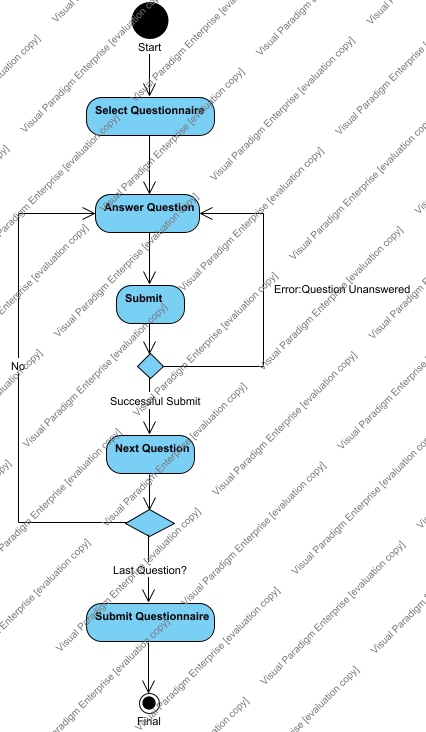 Start
Select Questionnaire
Answer Question
Error:Question Unanswered
Submit
No
Successful Submit
Next Question
Last Question?
Submit Questionnaire
Final
Visual Paradigm Enterprise [evaluation copy]